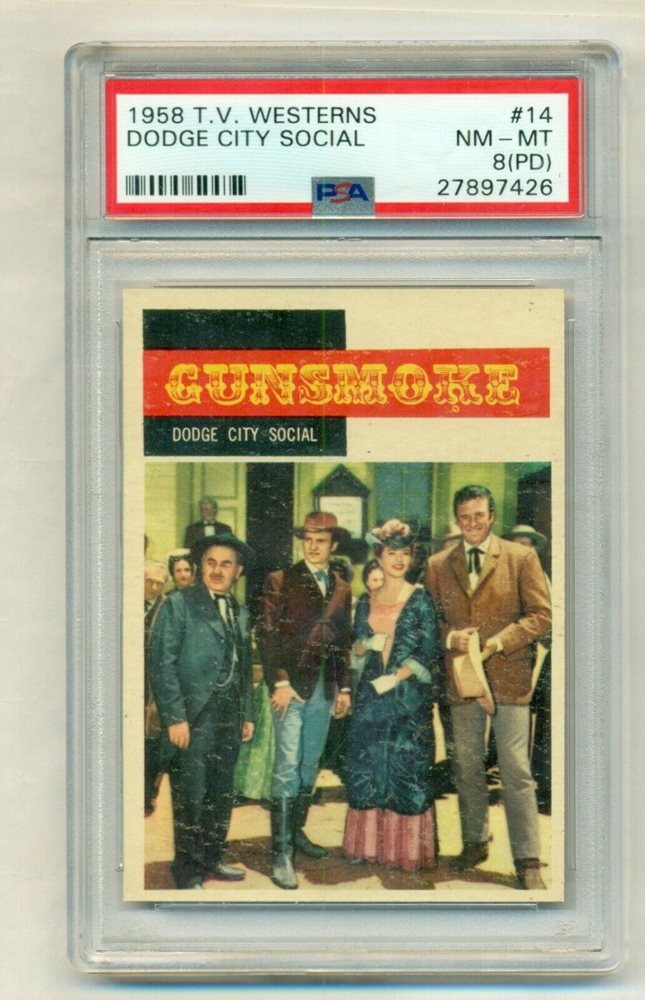 1958 T.V. WESTERNS #14
DODGE CITY SOCIAL NM - MT
8(PD)
PSA 27897426
GUNSMOKE
DODGE CITY SOCIAL